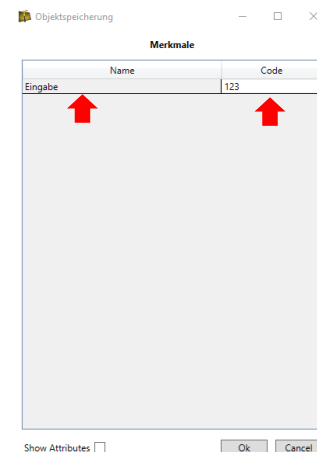 Objektspeicherung
Merkmale
Name Code
Eingabe 123
Show Attributes Ok Cancel